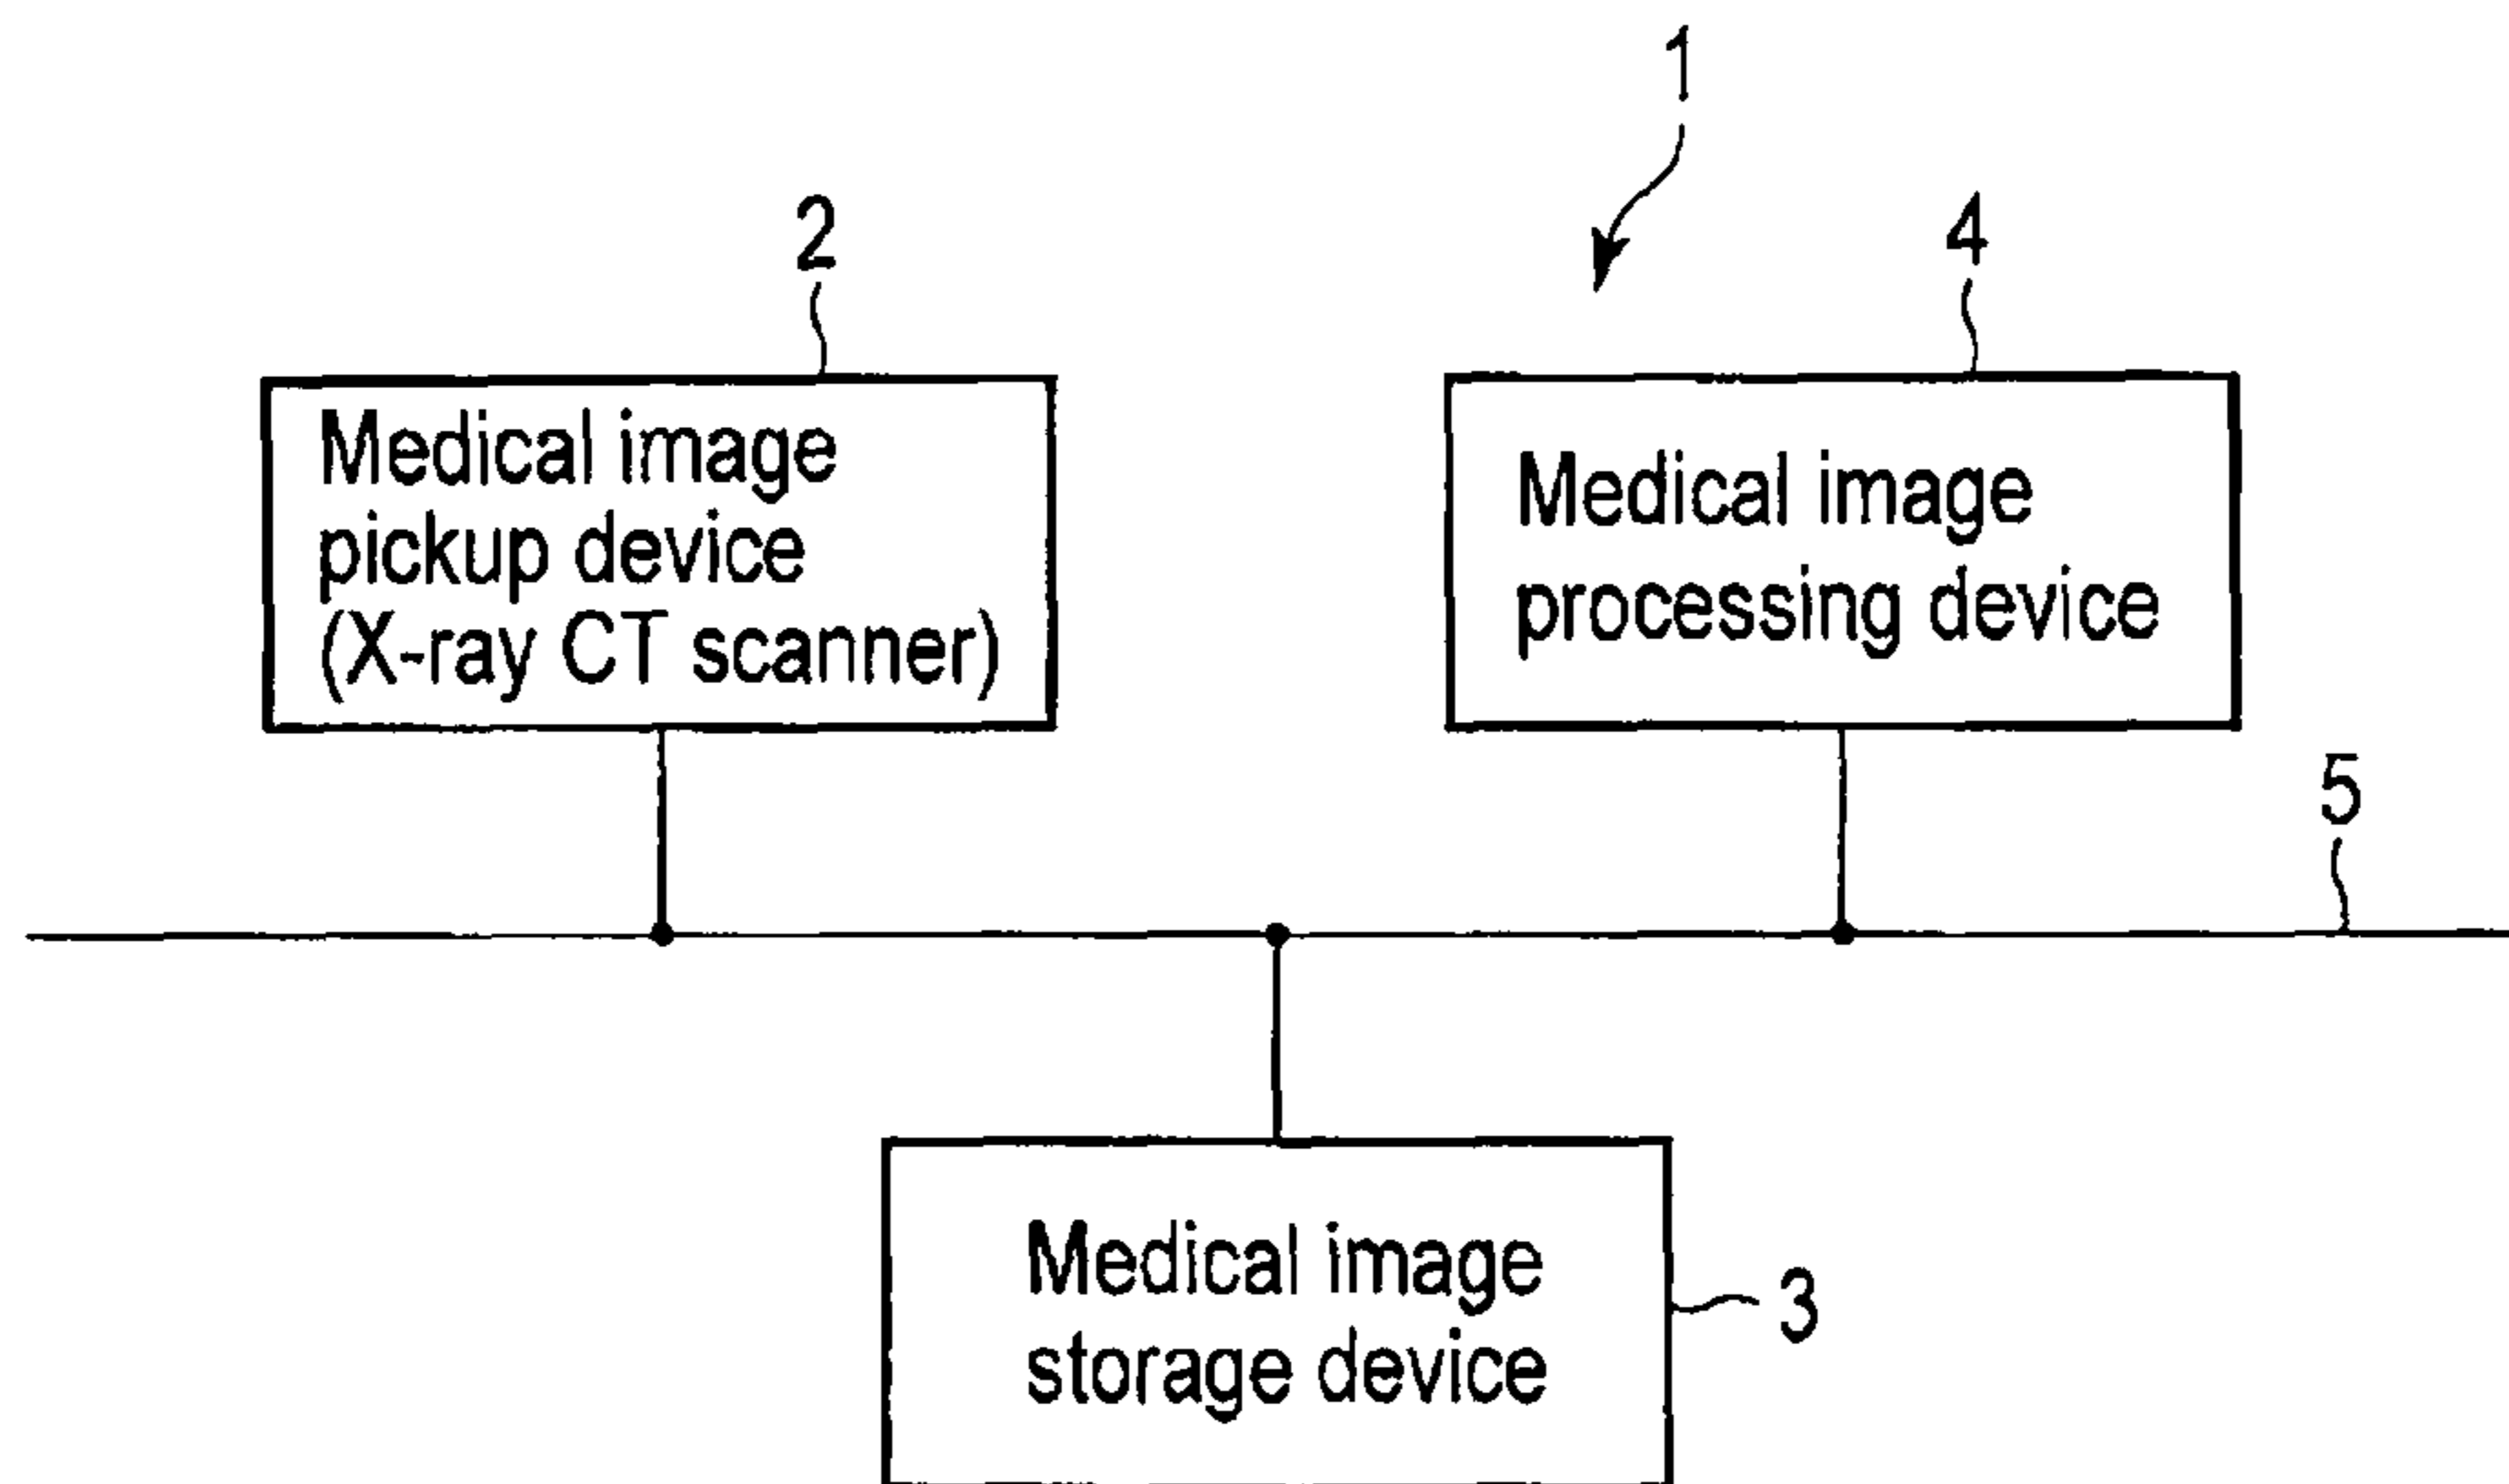 1
2
4
Medical image
pickup device
(X-ray CT scanner)
Medical image
processing device
5
Medical image
storage device
3